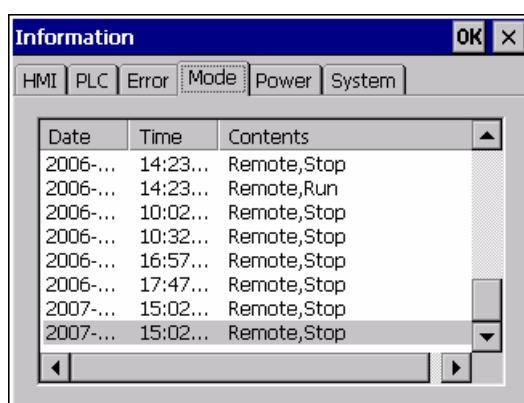 Information OK ×
HMI PLC Error Mode Power System
Date Time Contents
2006-... 14:23... Remote,Stop
2006-... 14:23... Remote,Run
2006-... 10:02... Remote,Stop
2006-... 10:32... Remote,Stop
2006-... 16:57... Remote,Stop
2006-... 17:47... Remote,Stop
2007-... 15:02... Remote,Stop
2007-... 15:02... Remote,Stop